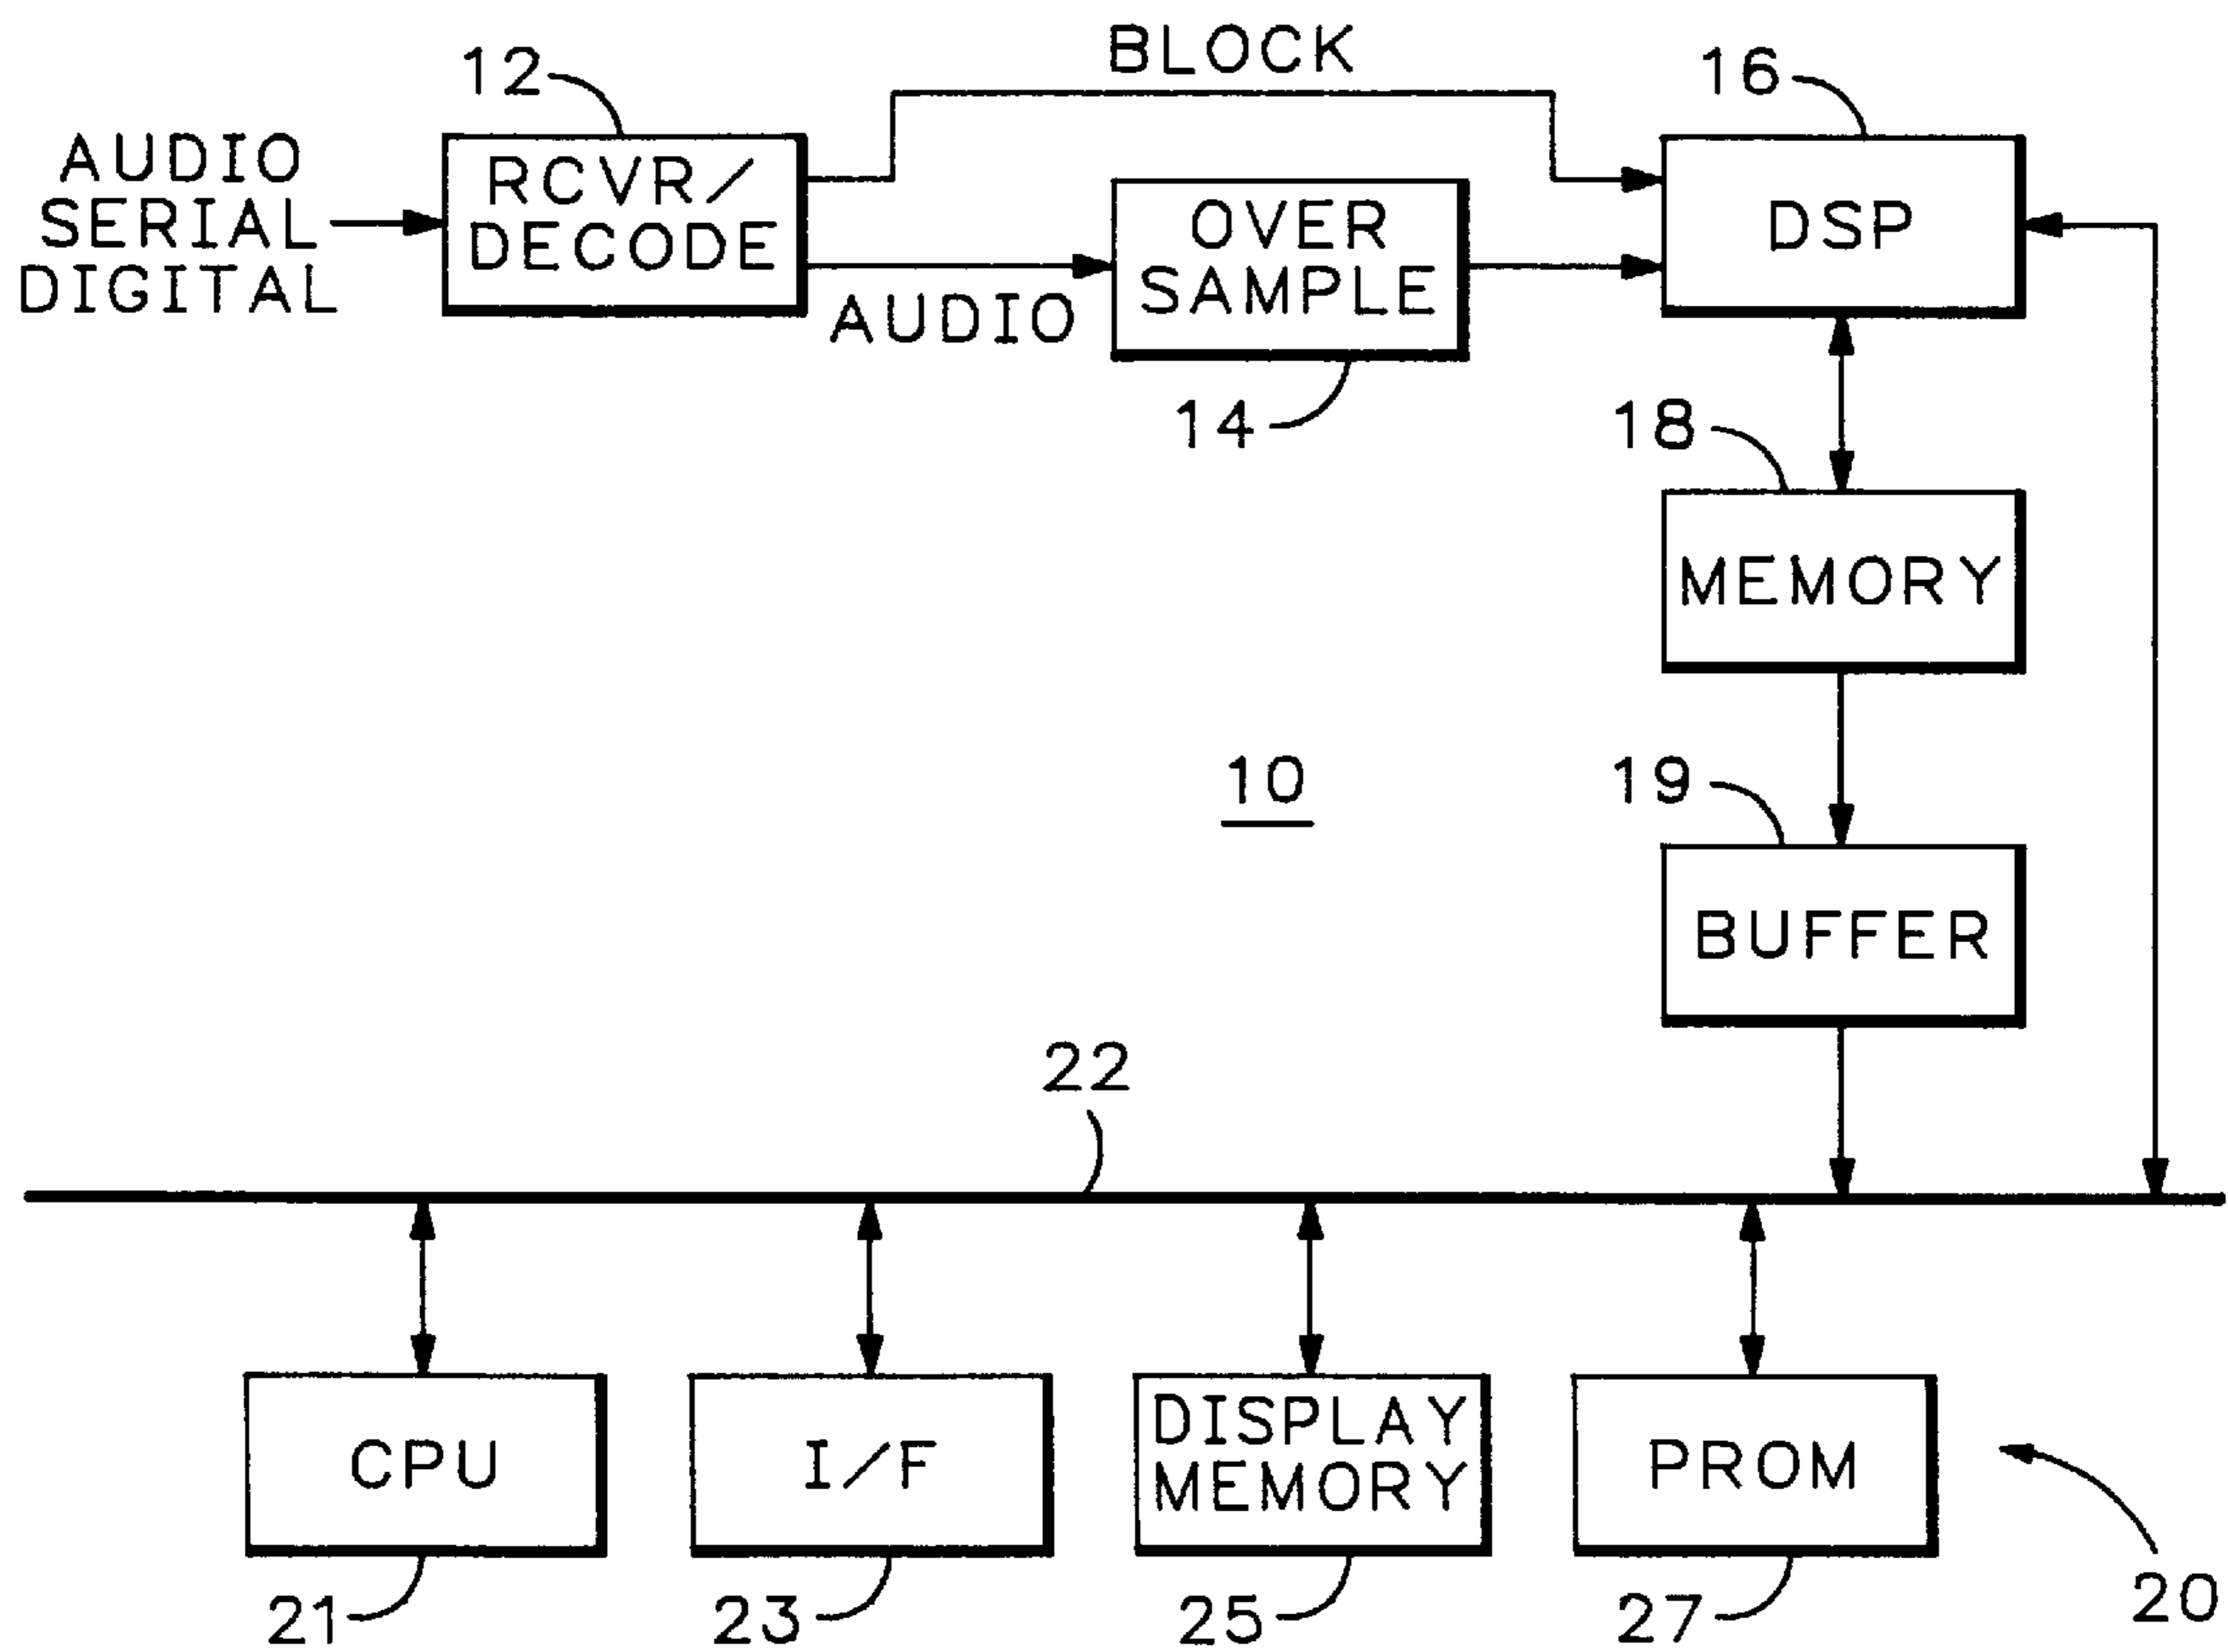 BLOCK
12
16
AUDIO
SERIAL
DIGITAL
RCVR/
DECODE
OVER
SAMPLE
DSP
AUDIO
14
18
MEMORY
10
19
BUFFER
22
CPU
I/F
DISPLAY
MEMORY
PROM
21
23
25
27
20